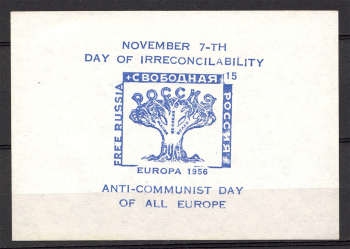 NOVEMBER 7-TH
DAY OF IRRECONCILABILITY
+СВОБОДНАЯ 15
FREE RUSSIA
РОССИЯ
РОССИЯ
РУСЬ
EUROPA 1956
ANTI-COMMUNIST DAY
OF ALL EUROPE